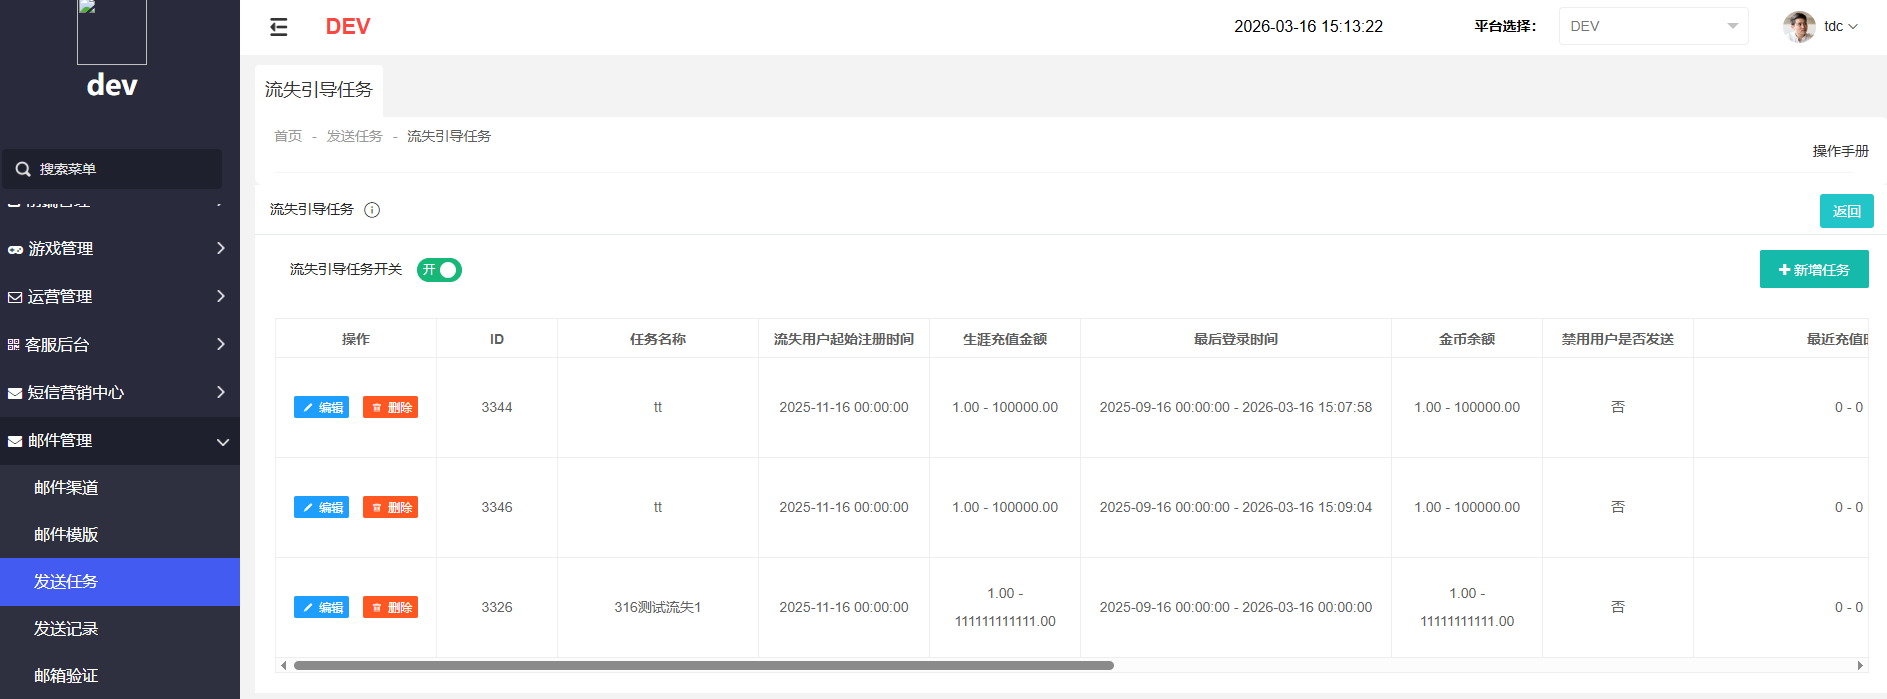 dev
搜索菜单
游戏管理
运营管理
客服后台
短信营销中心
邮件管理
邮件渠道
邮件模版
发送任务
发送记录
邮箱验证
DEV
2026-03-16 15:13:22
平台选择：
DEV
tdc
流失引导任务
首页 - 发送任务 - 流失引导任务
操作手册
流失引导任务
返回
流失引导任务开关 开
新增任务
操作 ID 任务名称 流失用户起始注册时间 生涯充值金额 最后登录时间 金币余额 禁用用户是否发送 最近充值
编辑 删除 3344 tt 2025-11-16 00:00:00 1.00 - 100000.00 2025-09-16 00:00:00 - 2026-03-16 15:07:58 1.00 - 100000.00 否 0 - 0
编辑 删除 3346 tt 2025-11-16 00:00:00 1.00 - 100000.00 2025-09-16 00:00:00 - 2026-03-16 15:09:04 1.00 - 100000.00 否 0 - 0
编辑 删除 3326 316测试流失1 2025-11-16 00:00:00 1.00 - 111111111111.00 2025-09-16 00:00:00 - 2026-03-16 00:00:00 1.00 - 11111111111.00 否 0 - 0